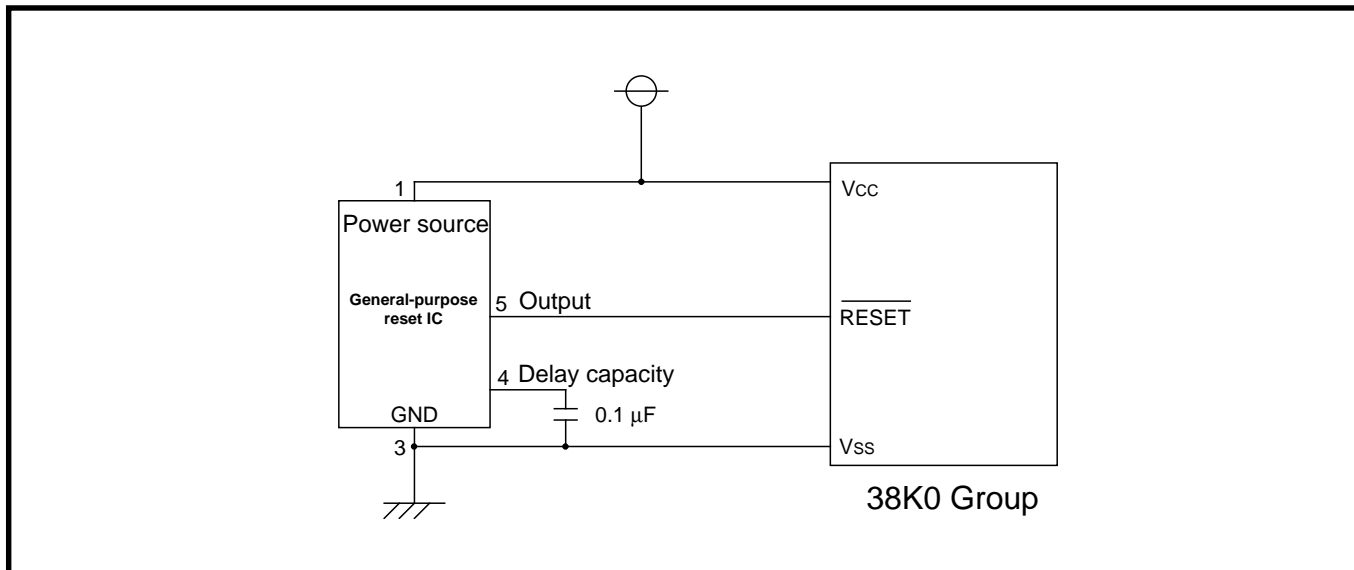 1
Vcc
Power source
General-purpose
reset IC
5 Output
RESET
4 Delay capacity
0.1 μF
GND
3
Vss
38K0 Group